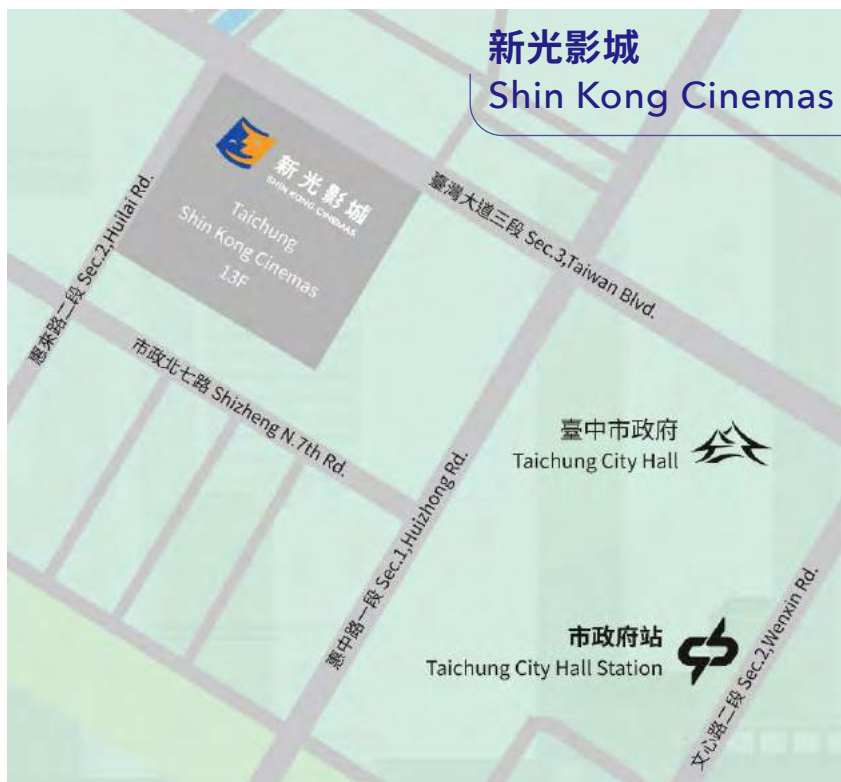 新光影城
Shin Kong Cinemas
新光影城
SHIN KONG CINEMAS
Taichung
Shin Kong Cinemas
13F
臺灣大道三段 Sec.3,Taiwan Blvd.
惠來路二段 Sec.2,Huilai Rd.
市政北七路 Shizheng N.7th Rd.
臺中市政府
Taichung City Hall
惠中路一段 Sec.1,Huizhong Rd.
市政府站
Taichung City Hall Station
文心路二段 Sec.2,Wenxin Rd.